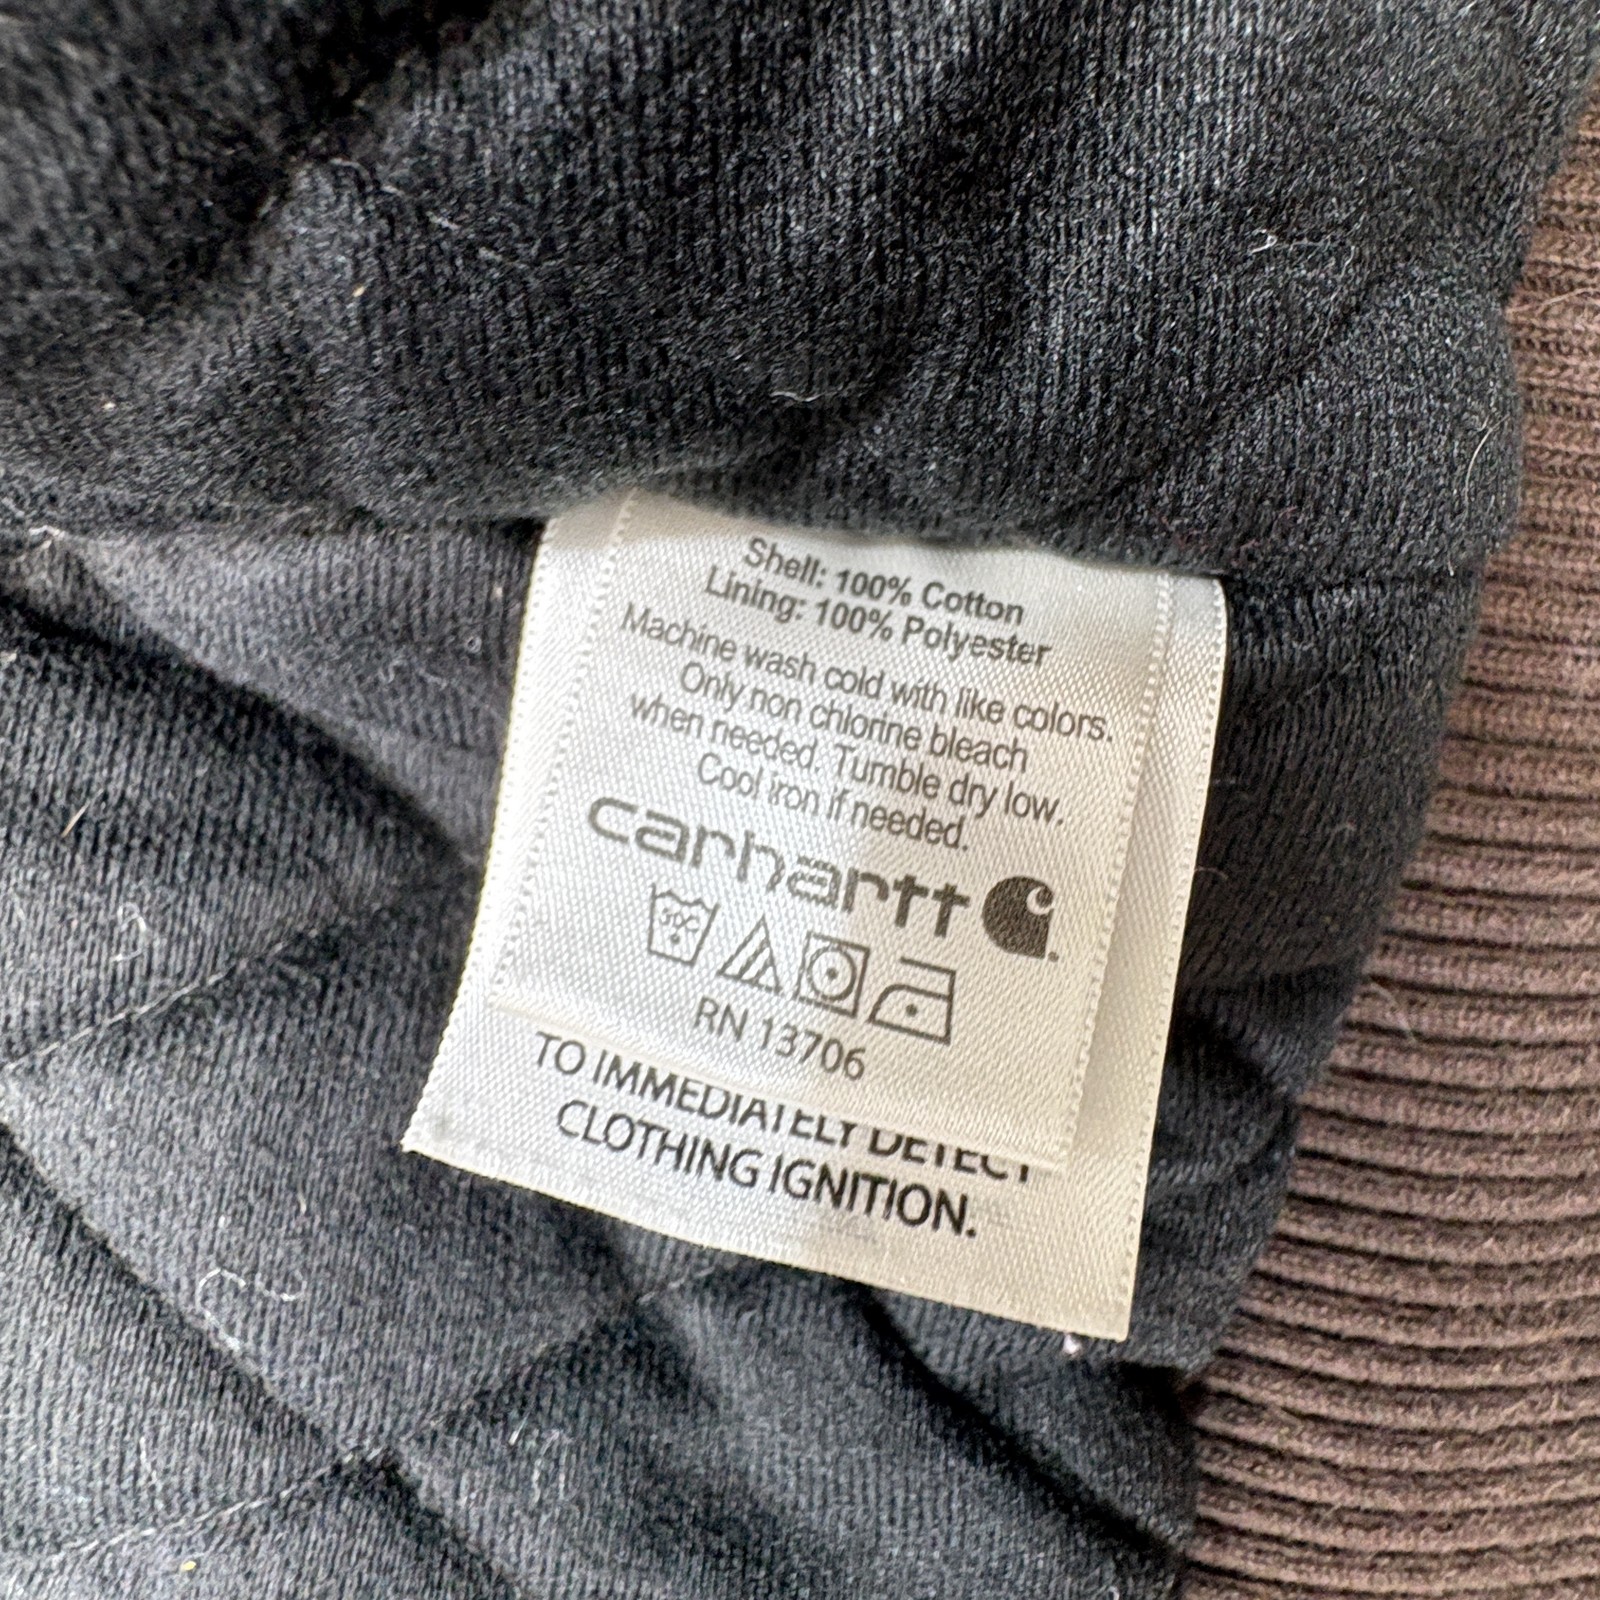 Shell: 100% Cotton
Lining: 100% Polyester
Machine wash cold with like colors.
Only non chlorine bleach
when needed. Tumble dry low.
Cool iron if needed.
carhartt
30C
RN 13706
TO IMMEDIATELY DETECT
CLOTHING IGNITION.